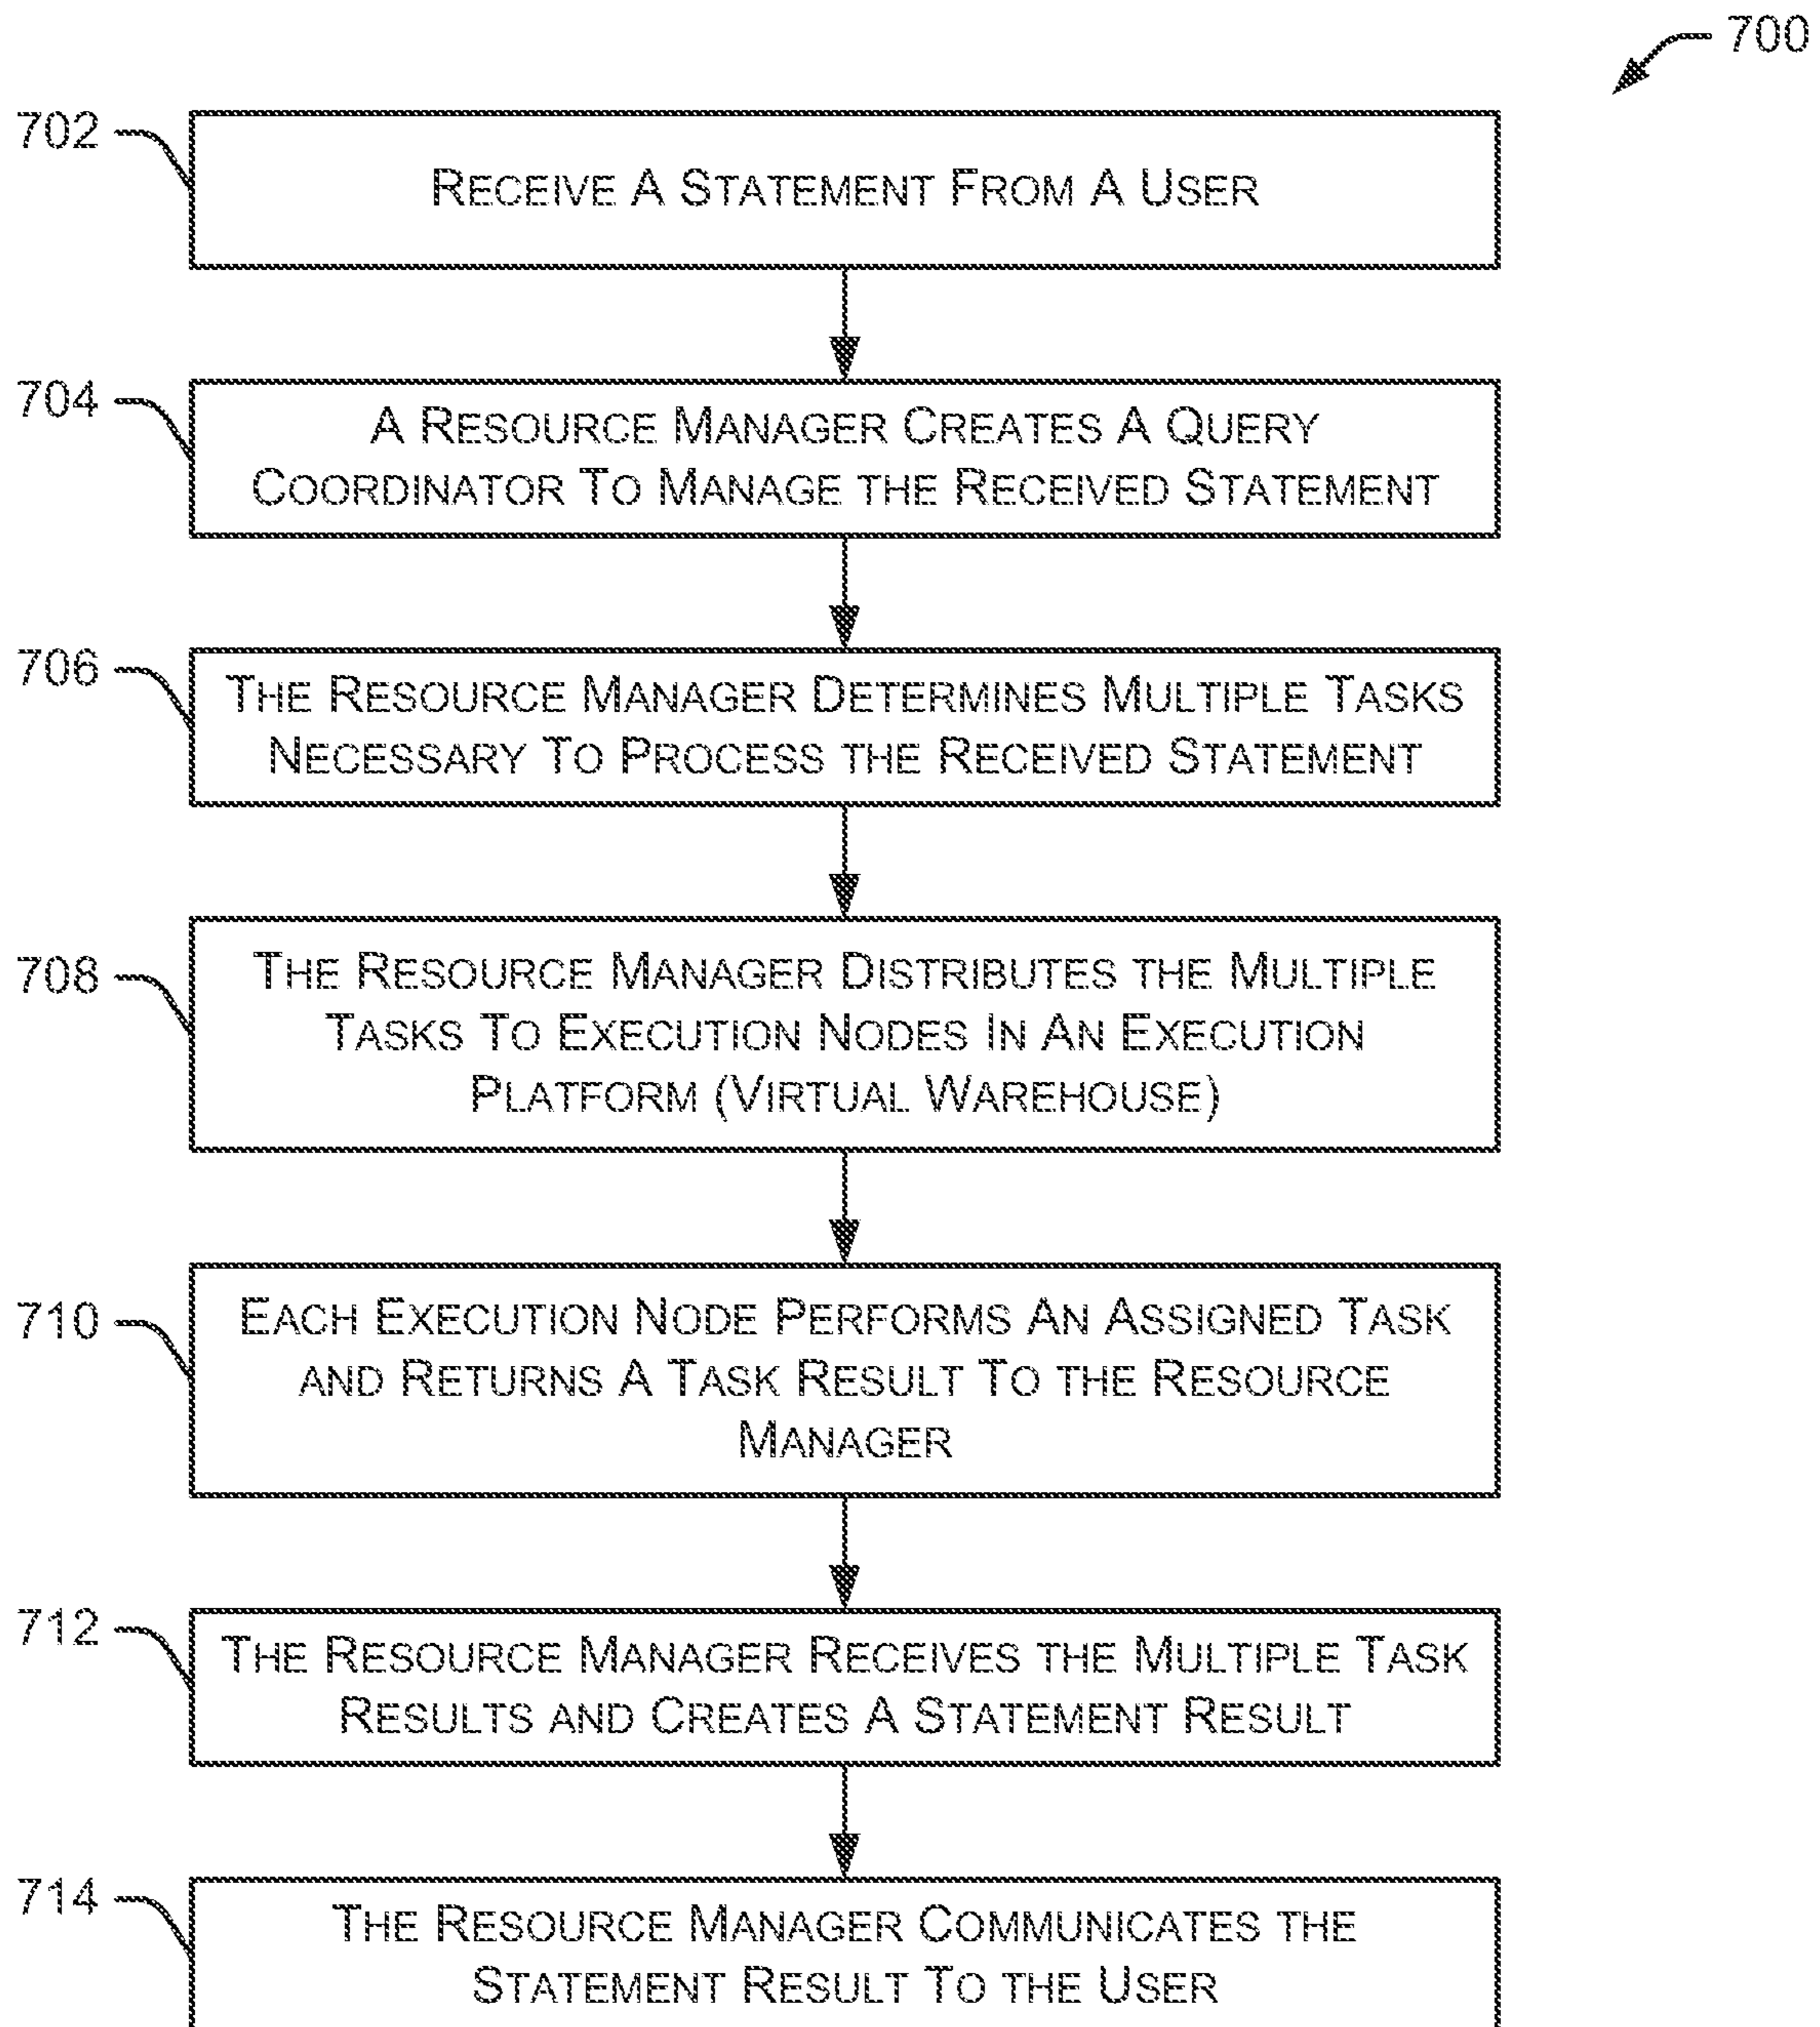 700
702
RECEIVE A STATEMENT FROM A USER
704
A RESOURCE MANAGER CREATES A QUERY
COORDINATOR TO MANAGE THE RECEIVED STATEMENT
706
THE RESOURCE MANAGER DETERMINES MULTIPLE TASKS
NECESSARY TO PROCESS THE RECEIVED STATEMENT
708
THE RESOURCE MANAGER DISTRIBUTES THE MULTIPLE
TASKS TO EXECUTION NODES IN AN EXECUTION
PLATFORM (VIRTUAL WAREHOUSE)
710
EACH EXECUTION NODE PERFORMS AN ASSIGNED TASK
AND RETURNS A TASK RESULT TO THE RESOURCE
MANAGER
712
THE RESOURCE MANAGER RECEIVES THE MULTIPLE TASK
RESULTS AND CREATES A STATEMENT RESULT
714
THE RESOURCE MANAGER COMMUNICATES THE
STATEMENT RESULT TO THE USER